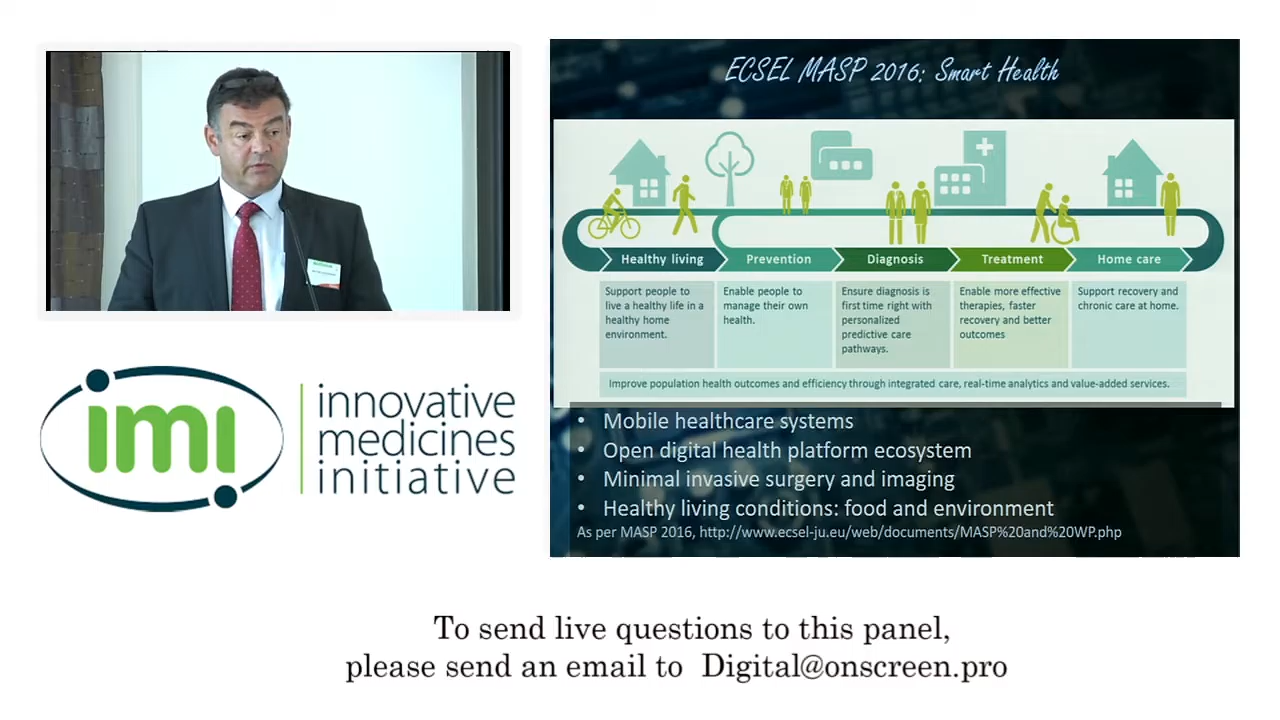 ECSEL MASP 2016: Smart Health
Healthy living
Prevention
Diagnosis
Treatment
Home care
Support people to
live a healthy life in a
healthy home
environment.
Enable people to
manage their own
health.
Ensure diagnosis is
first time right with
personalized
predictive care
pathways.
Enable more effective
therapies, faster
recovery and better
outcomes
Support recovery and
chronic care at home.
Improve population health outcomes and efficiency through integrated care, real-time analytics and value-added services.
• Mobile healthcare systems
• Open digital health platform ecosystem
• Minimal invasive surgery and imaging
• Healthy living conditions: food and environment
As per MASP 2016, http://www.ecsel-ju.eu/web/documents/MASP%20and%20WP.php
imi
innovative
medicines
initiative
To send live questions to this panel,
please send an email to Digital@onscreen.pro